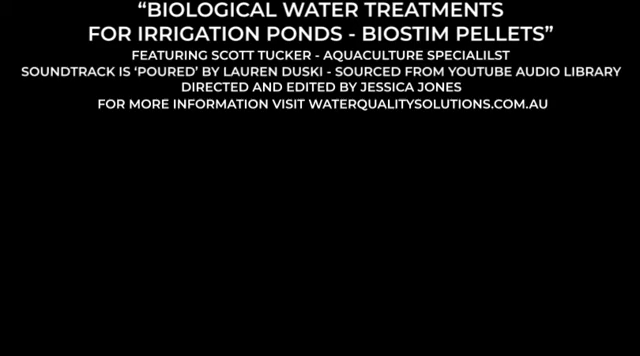 “BIOLOGICAL WATER TREATMENTS
FOR IRRIGATION PONDS - BIOSTIM PELLETS”
FEATURING SCOTT TUCKER - AQUACULTURE SPECIALILST
SOUNDTRACK IS ‘POURED’ BY LAUREN DUSKI - SOURCED FROM YOUTUBE AUDIO LIBRARY
DIRECTED AND EDITED BY JESSICA JONES
FOR MORE INFORMATION VISIT WATERQUALITYSOLUTIONS.COM.AU